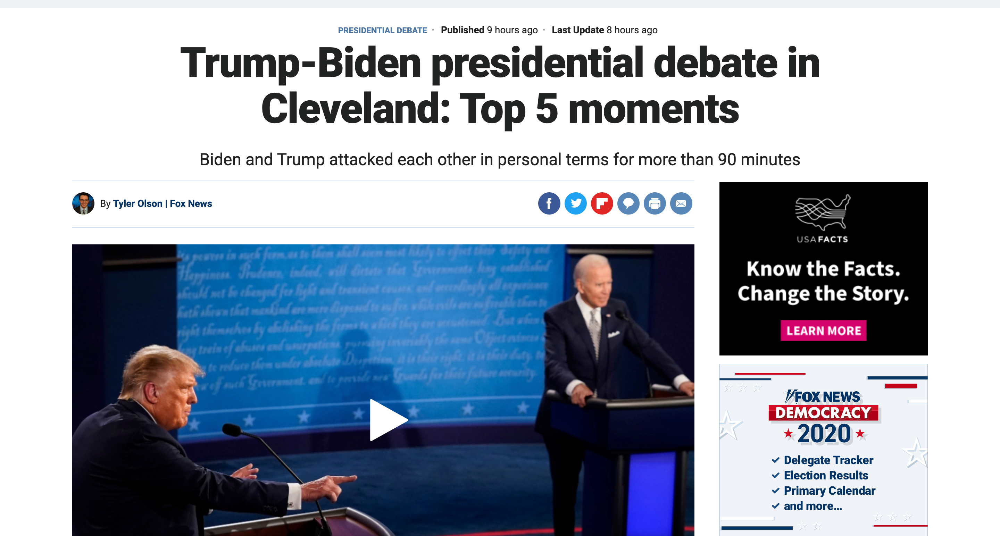 PRESIDENTIAL DEBATE · Published 9 hours ago · Last Update 8 hours ago
Trump-Biden presidential debate in
Cleveland: Top 5 moments
Biden and Trump attacked each other in personal terms for more than 90 minutes
By Tyler Olson | Fox News
its powers in such form, as to them shall seem most likely to effect their Safety and
Happiness. Prudence, indeed, will dictate that Governments long established
should not be changed for light and transient causes; and accordingly all experience
hath shewn that mankind are more disposed to suffer, while evils are sufferable than to
right themselves by abolishing the forms to which they are accustomed. But when
long train of abuses and usurpations, pursuing invariably the same Object evinces
to reduce them under absolute Despotism, it is their right, it is their duty, to
off such Government, and to provide new Guards for their future security.
USAFACTS
Know the Facts.
Change the Story.
LEARN MORE
FOX NEWS
DEMOCRACY
2020
Delegate Tracker
Election Results
Primary Calendar
and more...